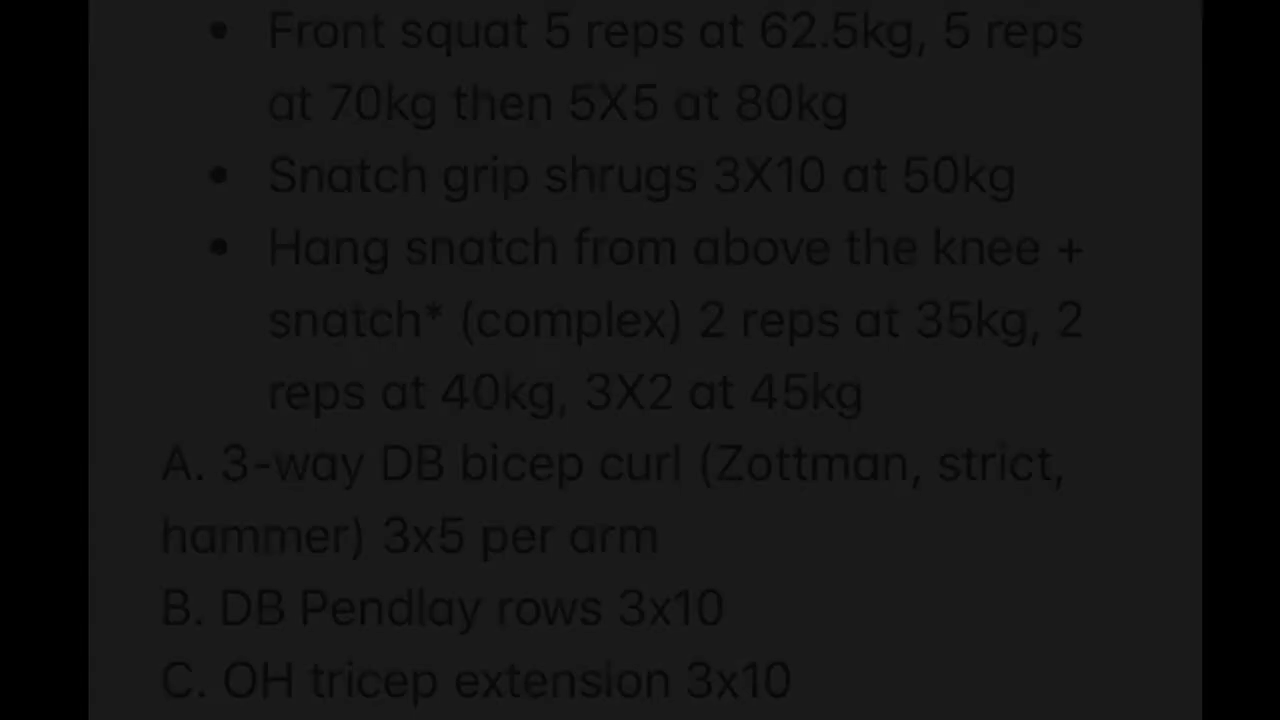 • Front squat 5 reps at 62.5kg, 5 reps
at 70kg then 5X5 at 80kg
• Snatch grip shrugs 3X10 at 50kg
• Hang snatch from above the knee +
snatch* (complex) 2 reps at 35kg, 2
reps at 40kg, 3X2 at 45kg
A. 3-way DB bicep curl (Zottman, strict,
hammer) 3x5 per arm
B. DB Pendlay rows 3x10
C. OH tricep extension 3x10